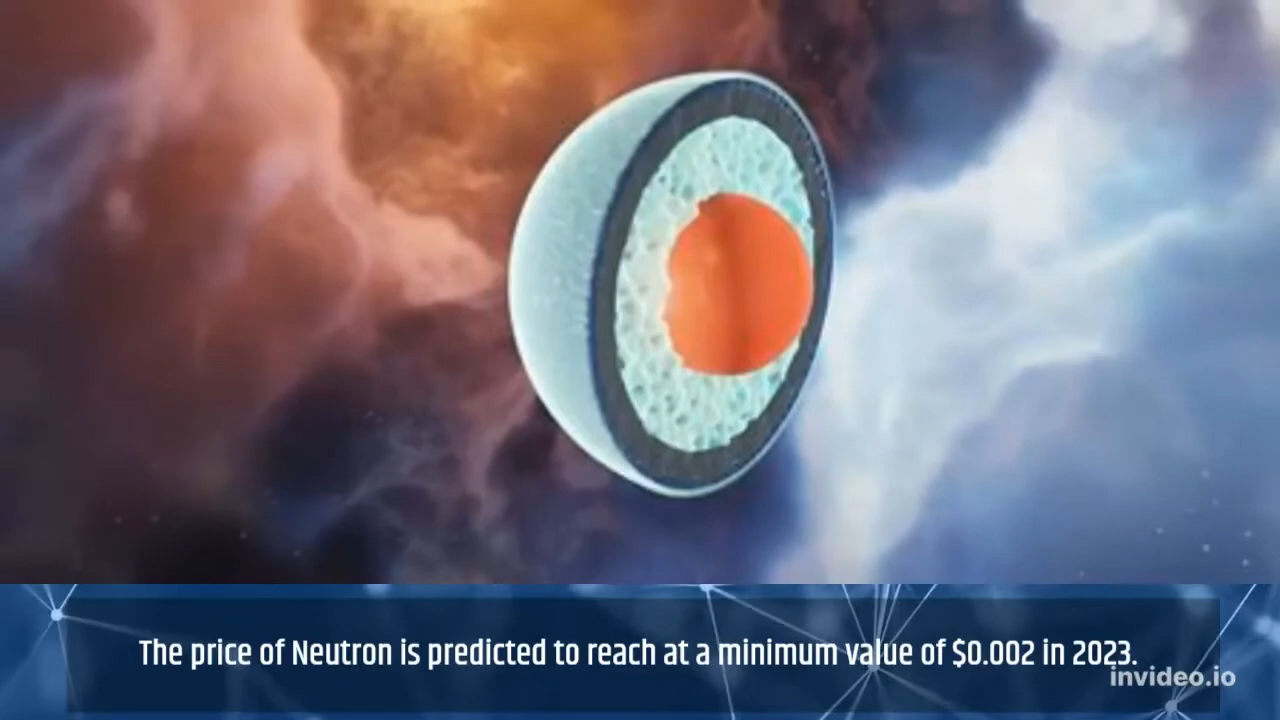 The price of Neutron is predicted to reach at a minimum value of $0.002 in 2023.
invideo.io